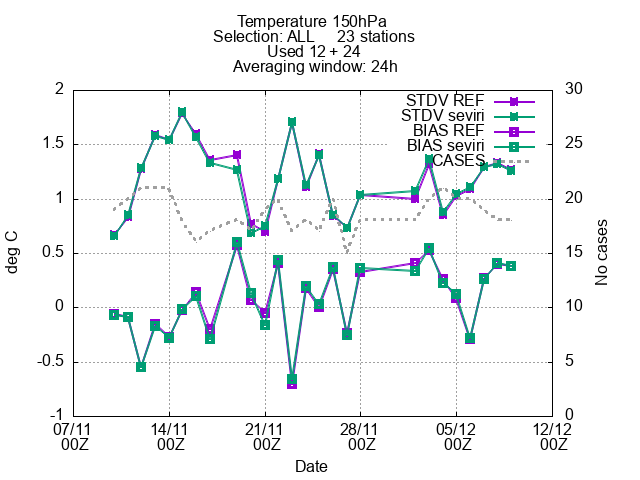 Temperature 150hPa
Selection: ALL 23 stations
Used 12 + 24
Averaging window: 24h
2 30
STDV REF
STDV seviri
BIAS REF
BIAS seviri
CASES
1.5 25
1 20
0.5 15
0 10
-0.5 5
-1 0
deg C
No cases
07/11 14/11 21/11 28/11 05/12 12/12
00Z 00Z 00Z 00Z 00Z 00Z
Date